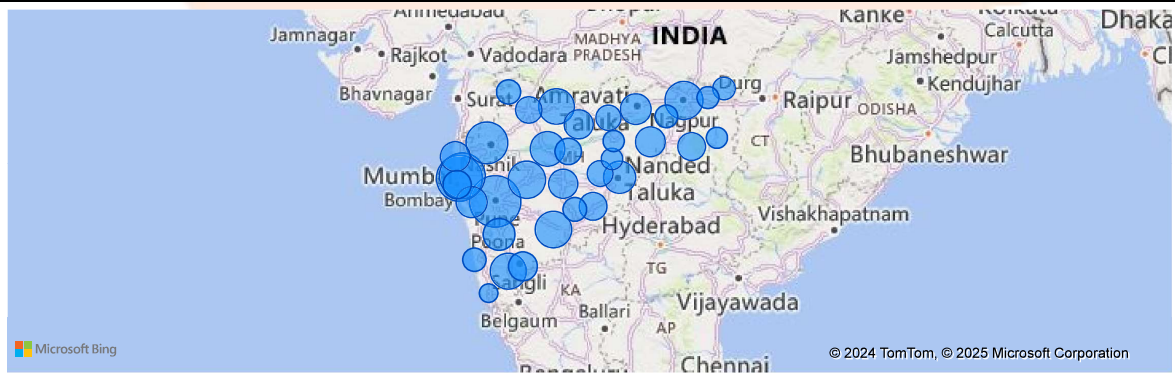 Ahmedabad
Kanke
Dhaka
Jamnagar
INDIA
MADHYA
PRADESH
Calcutta
Rajkot
Vadodara
Jamshedpur
Kendujhar
Bhavnagar
Surat
Amravati
Durg
Raipur
ODISHA
Taluka
Nagpur
CT
Bhubaneshwar
MH
Nanded
Taluka
Bombay
Pune
Poona
Hyderabad
Vishakhapatnam
TG
Sangli
KA
Vijayawada
Belgaum
Ballari
AP
Chennai
Microsoft Bing
© 2024 TomTom, © 2025 Microsoft Corporation